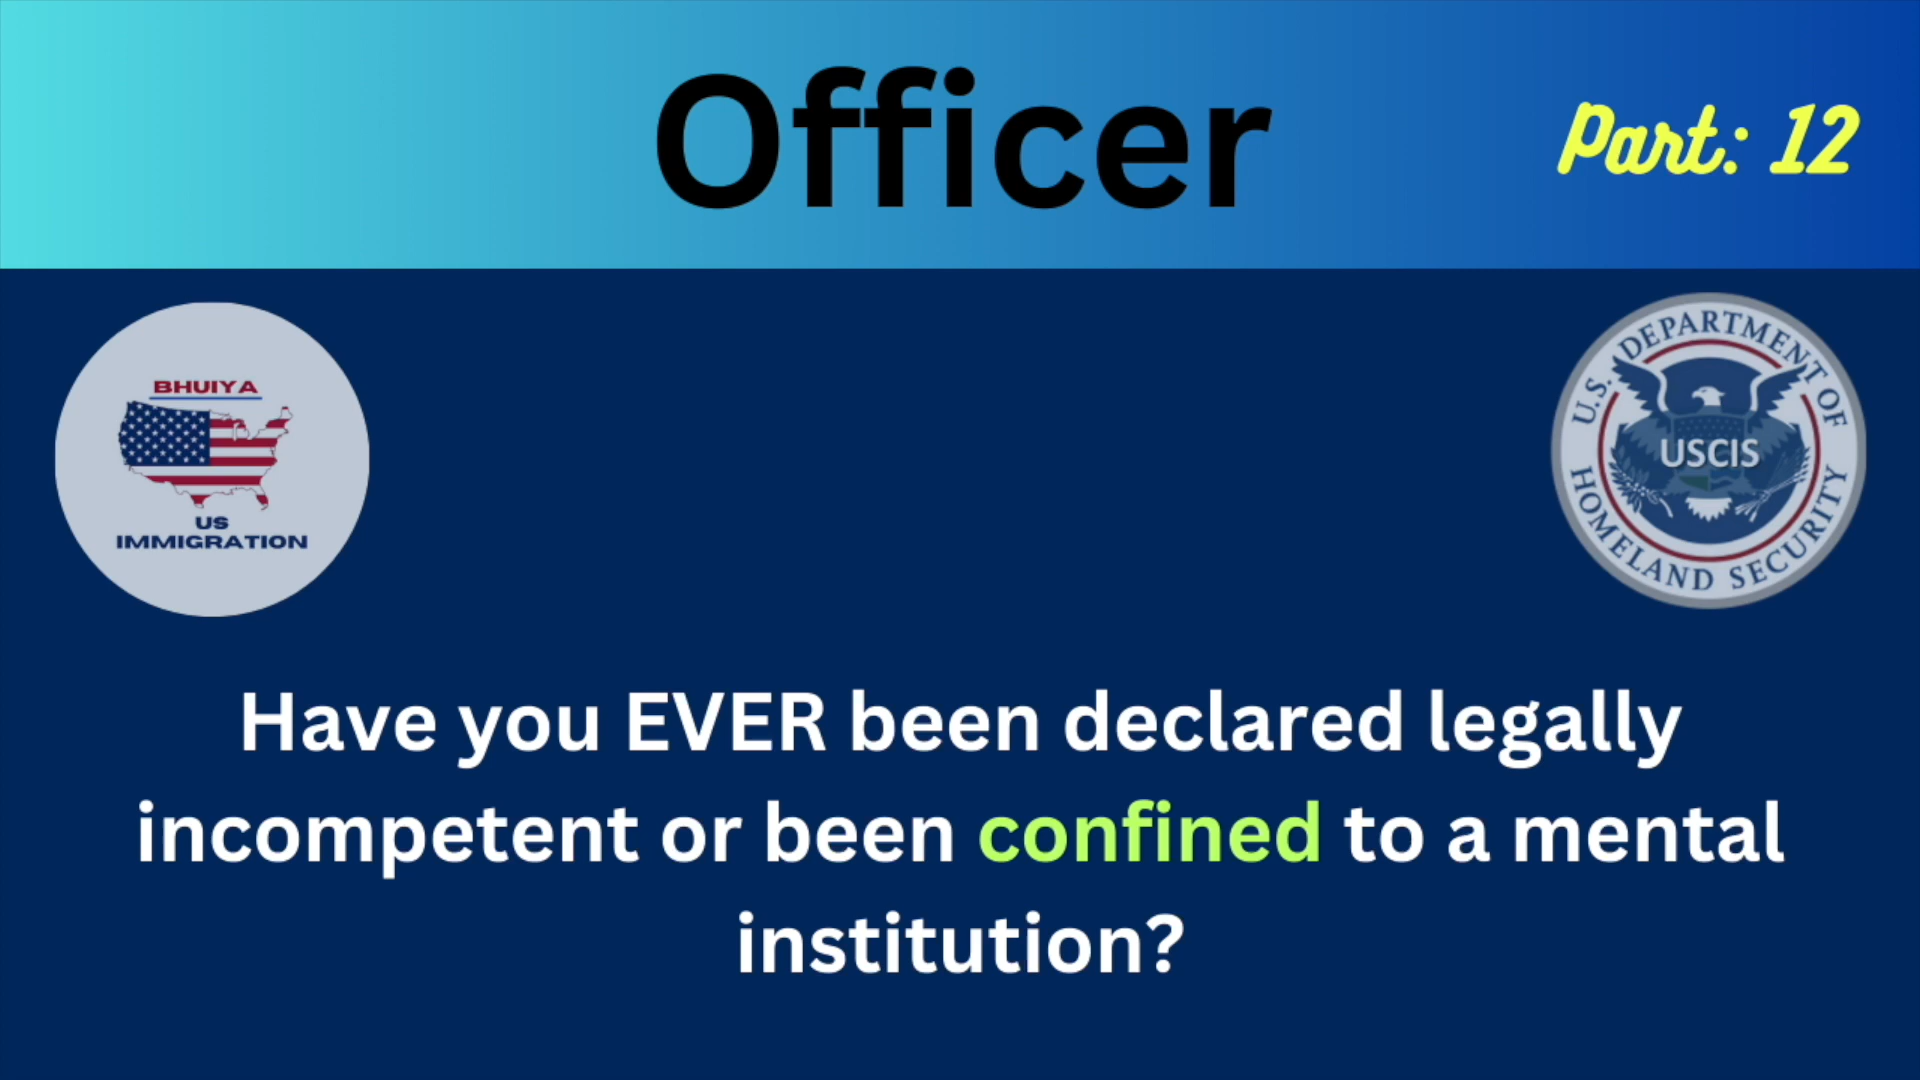 Officer
Part: 12
BHUIYA
US
IMMIGRATION
U.S. DEPARTMENT OF
USCIS
HOMELAND SECURITY
Have you EVER been declared legally
incompetent or been confined to a mental
institution?